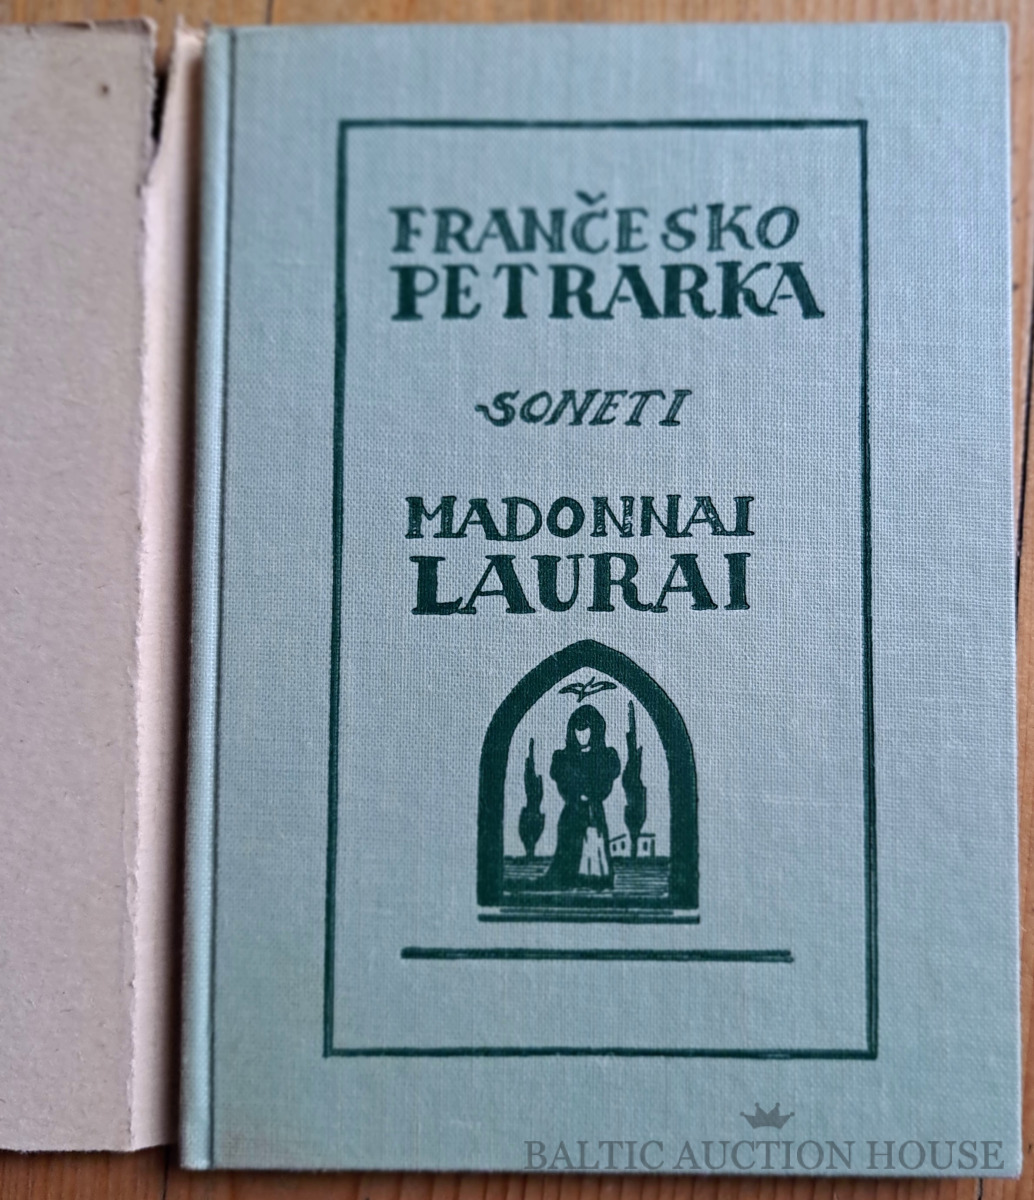 FRANČESKO
PETRARKA
SONETI
MADONNAI
LAURAI
BALTIC AUCTION HOUSE